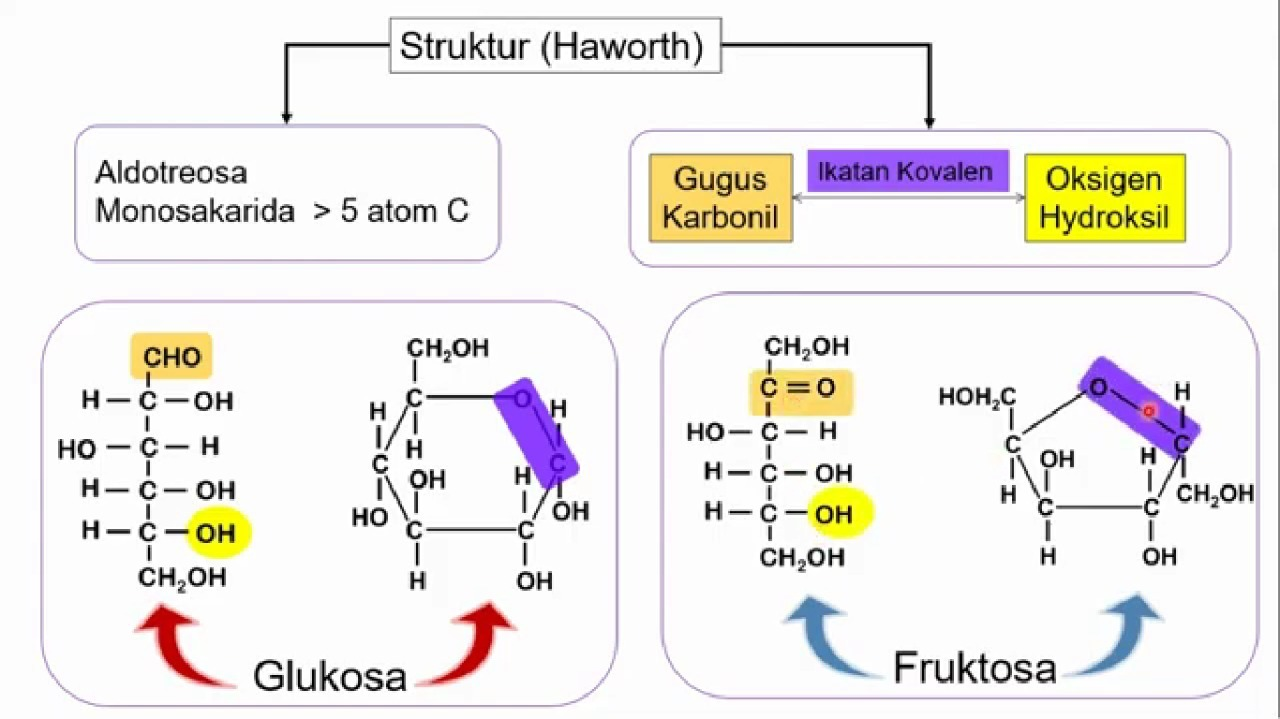 Struktur (Haworth)
Aldotreosa
Monosakarida > 5 atom C
Gugus
Karbonil
Ikatan Kovalen
Oksigen
Hydroksil
CHO
H — C — OH
HO — C — H
H — C — OH
H — C — OH
CH₂OH
CH₂OH
C O
H H
H
C C
OH H
HO OH
C C
H OH
Glukosa
CH₂OH
C = O
HO — C — H
H — C — OH
H — C — OH
CH₂OH
HOH₂C O H
C C
OH H
H CH₂OH
C C
H OH
Fruktosa